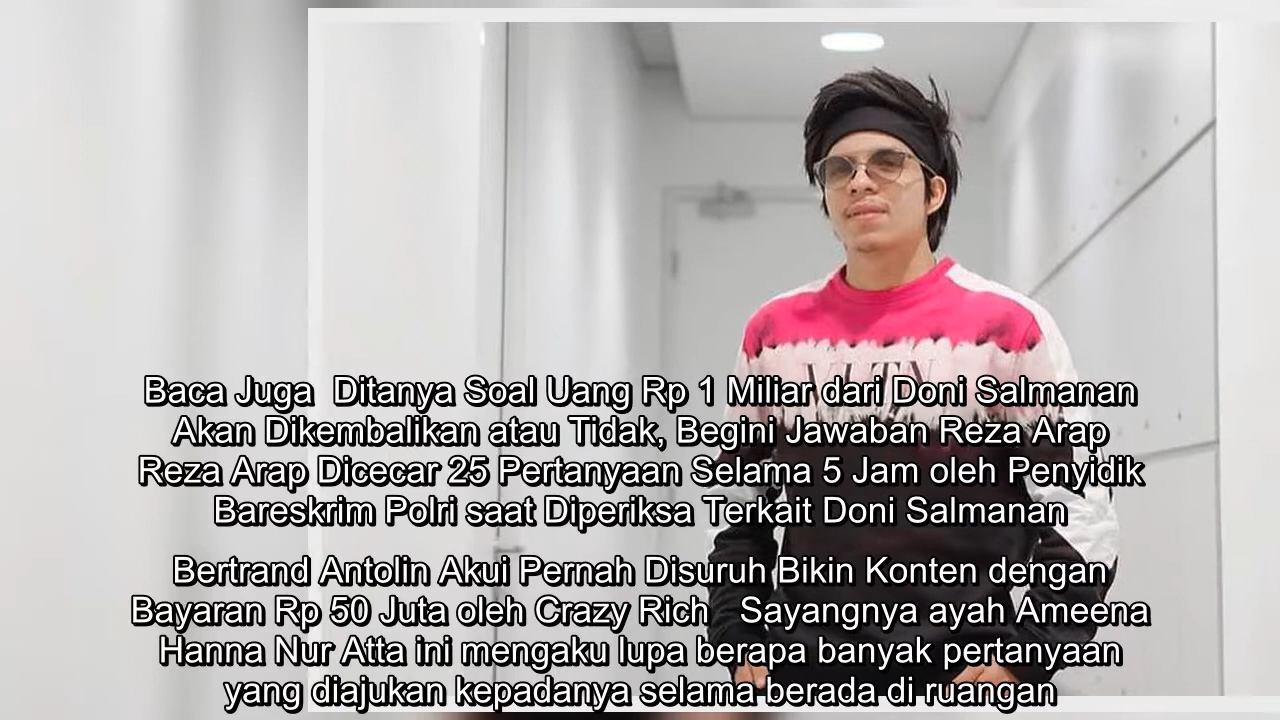 VLTN
Baca Juga  Ditanya Soal Uang Rp 1 Miliar dari Doni Salmanan
Akan Dikembalikan atau Tidak, Begini Jawaban Reza Arap
Reza Arap Dicecar 25 Pertanyaan Selama 5 Jam oleh Penyidik
Bareskrim Polri saat Diperiksa Terkait Doni Salmanan
Bertrand Antolin Akui Pernah Disuruh Bikin Konten dengan
Bayaran Rp 50 Juta oleh Crazy Rich   Sayangnya ayah Ameena
Hanna Nur Atta ini mengaku lupa berapa banyak pertanyaan
yang diajukan kepadanya selama berada di ruangan